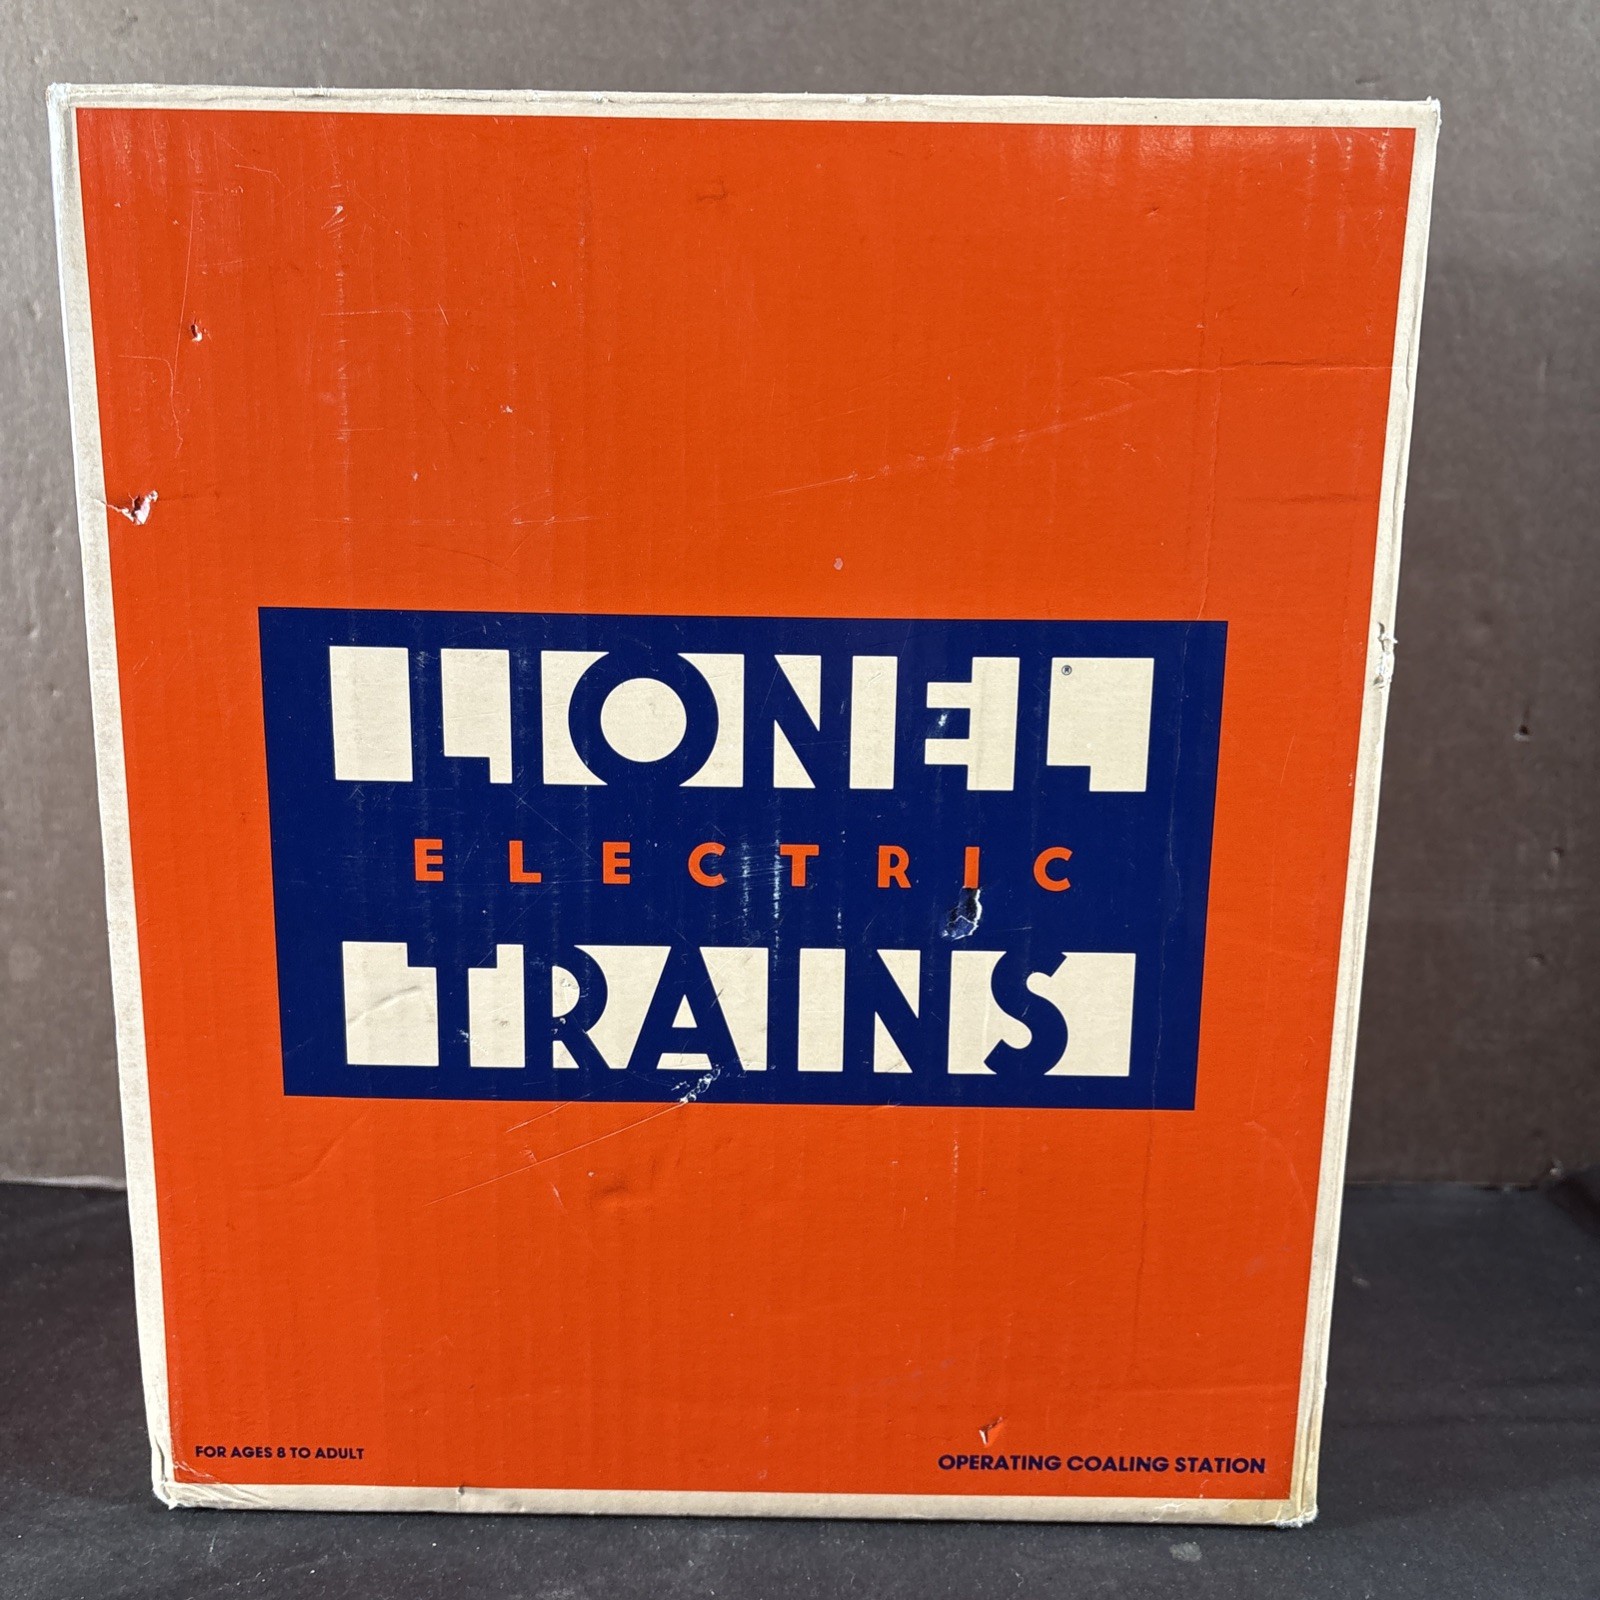 LIONEL®
ELECTRIC
TRAINS
FOR AGES 8 TO ADULT
OPERATING COALING STATION